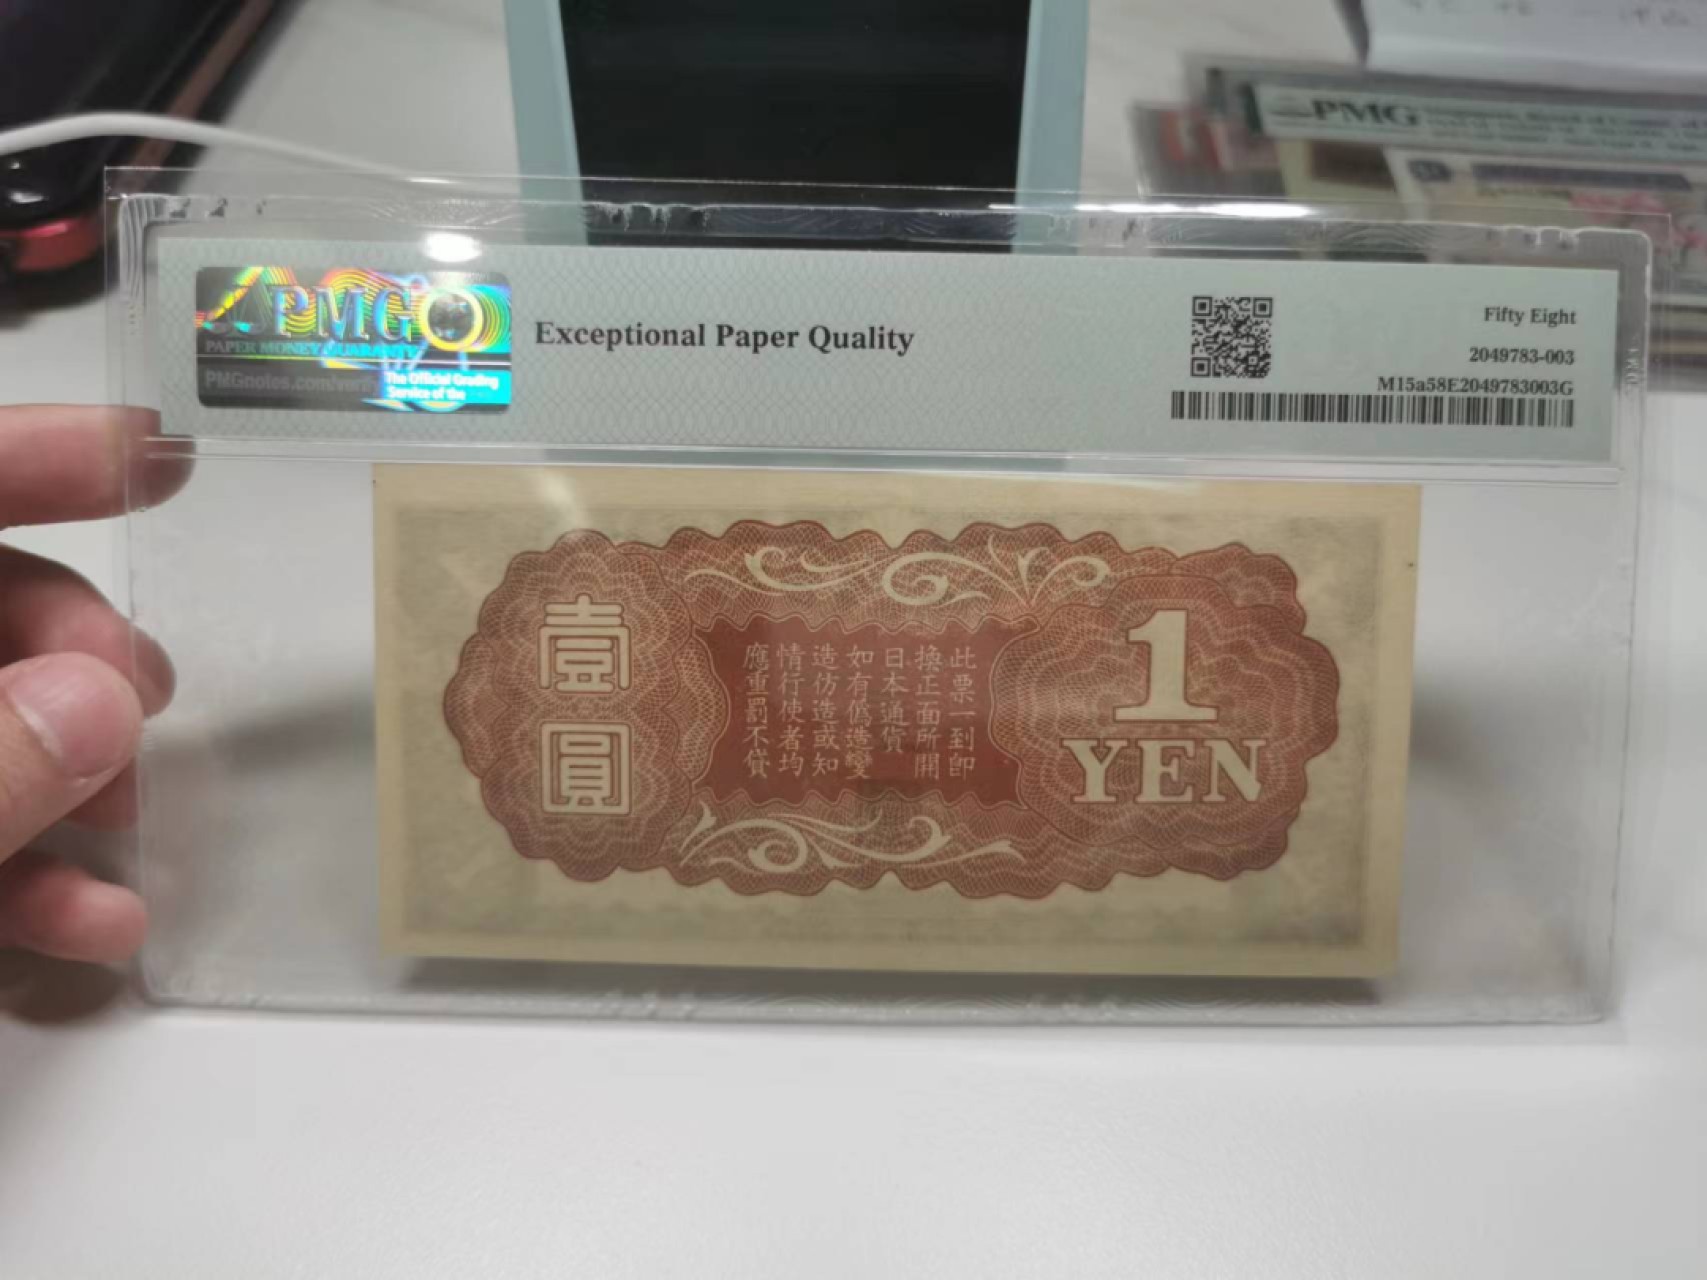 PMG
PMG
PAPER MONEY GUARANTY
PMGnotes.com/verify
The Official Grading
Service of the
Exceptional Paper Quality
Fifty Eight
2049783-003
M15a58E2049783003G
壹圓
此票一到即
換正面所開
日本通貨
如有偽造變
造仿造或知
情行使者均
應重罰不貸
1
YEN